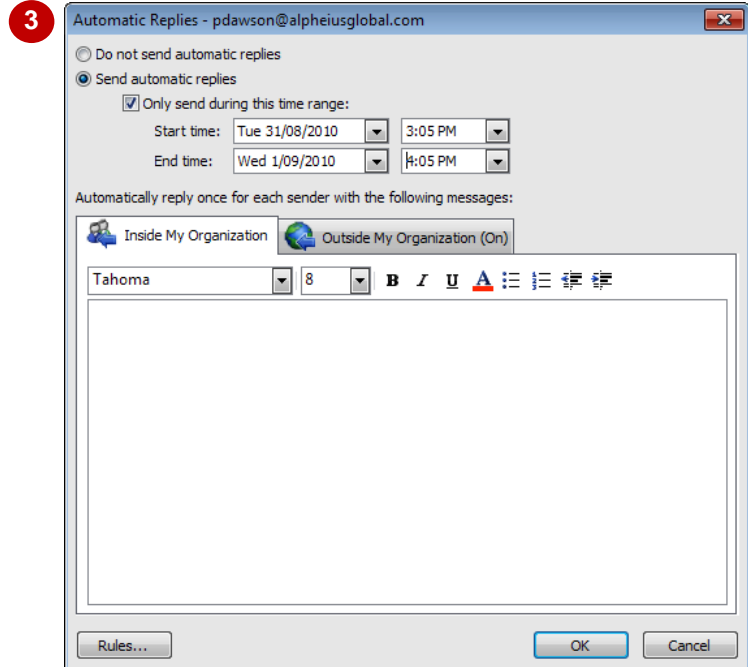 3
Automatic Replies - pdawson@alpheiusglobal.com
Do not send automatic replies
Send automatic replies
Only send during this time range:
Start time: Tue 31/08/2010 3:05 PM
End time: Wed 1/09/2010 4:05 PM
Automatically reply once for each sender with the following messages:
Inside My Organization Outside My Organization (On)
Tahoma 8 B I U A
Rules... OK Cancel